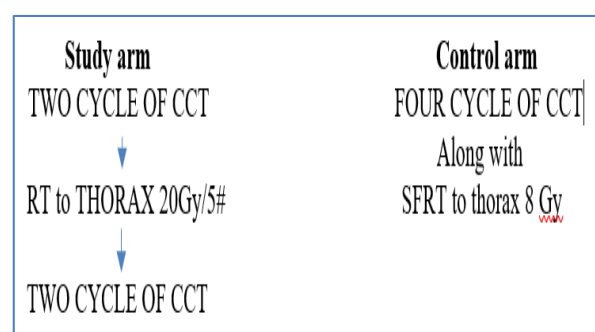 Study arm
TWO CYCLE OF CCT
RT to THORAX 20Gy/5#
TWO CYCLE OF CCT
Control arm
FOUR CYCLE OF CCT
Along with
SFRT to thorax 8 Gy